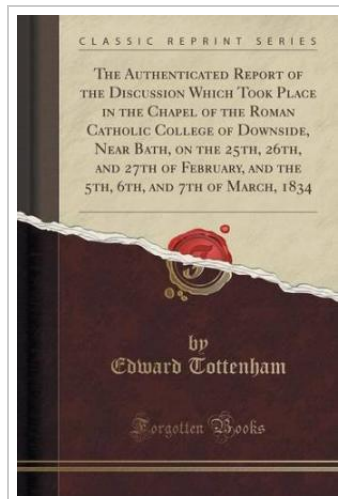 CLASSIC REPRINT SERIES
THE AUTHENTICATED REPORT OF
THE DISCUSSION WHICH TOOK PLACE
IN THE CHAPEL OF THE ROMAN
CATHOLIC COLLEGE OF DOWNSIDE,
NEAR BATH, ON THE 25TH, 26TH,
AND 27TH OF FEBRUARY, AND THE
5TH, 6TH, AND 7TH OF MARCH, 1834
F
by
Edward Tottenham
Forgotten Books